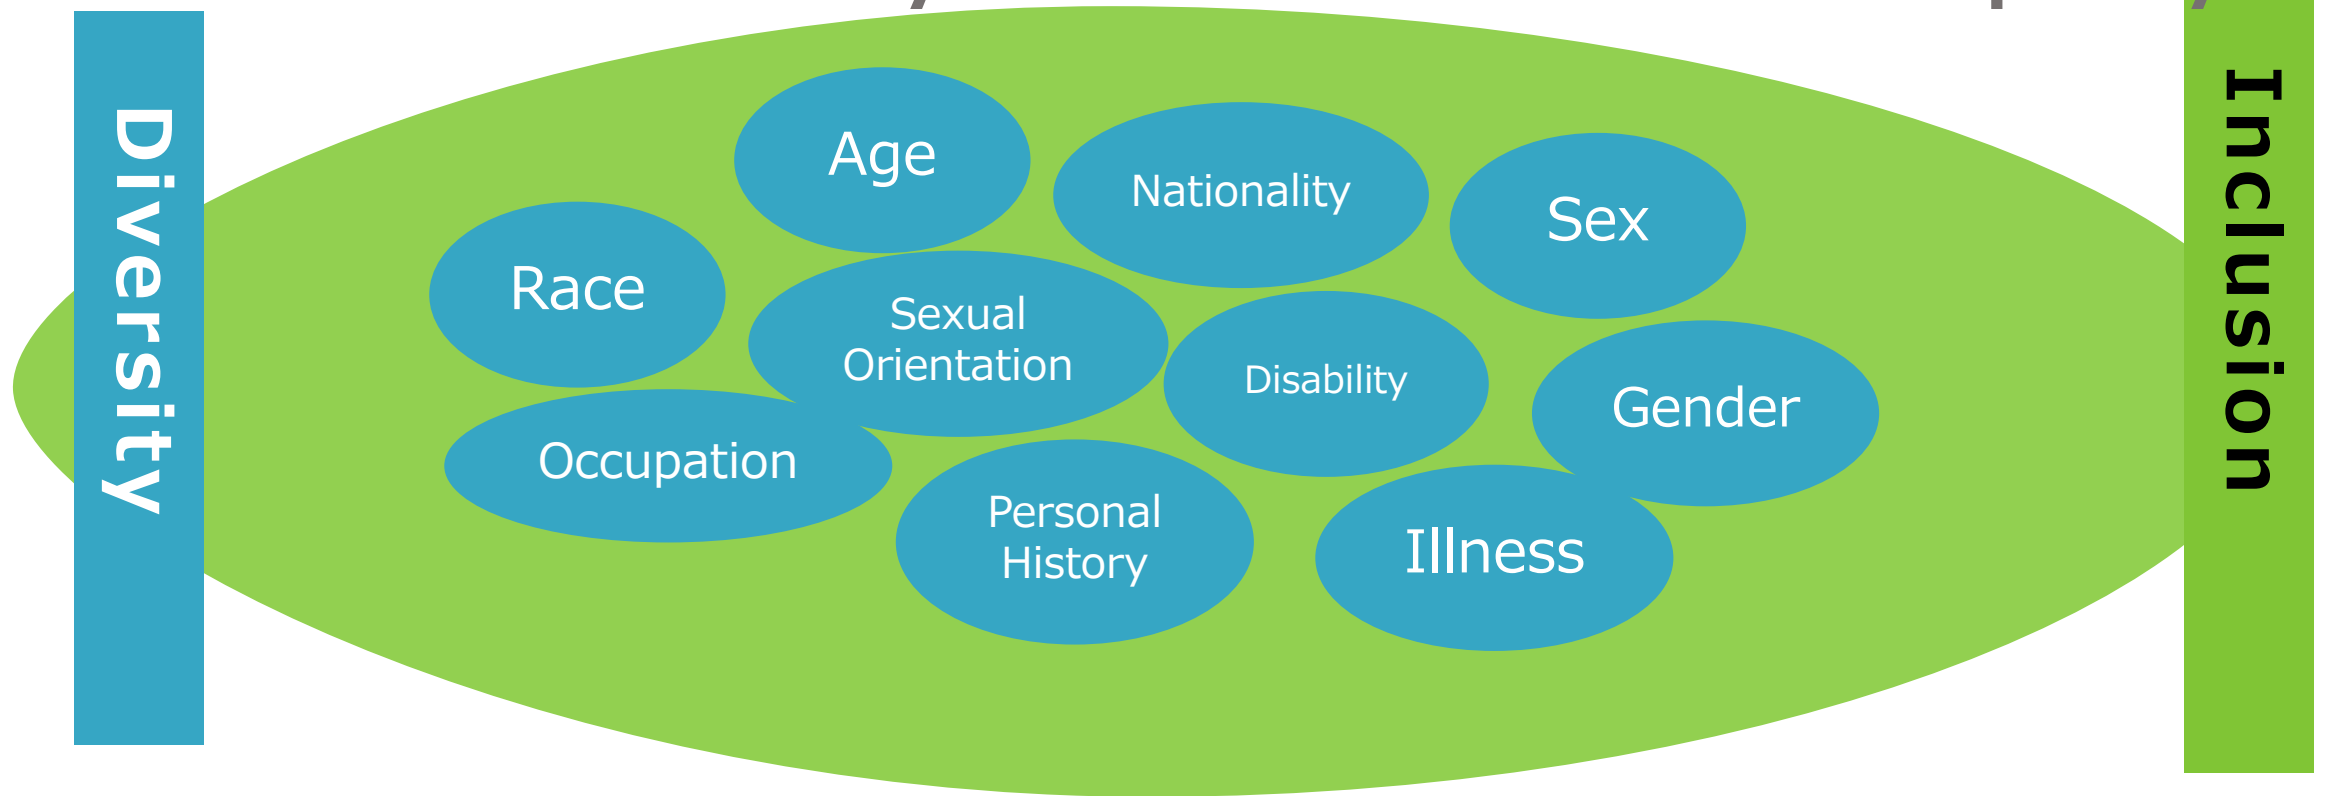 Diversity
Age
Nationality
Sex
Race
Sexual
Orientation
Disability
Gender
Occupation
Personal
History
Illness
Inclusion